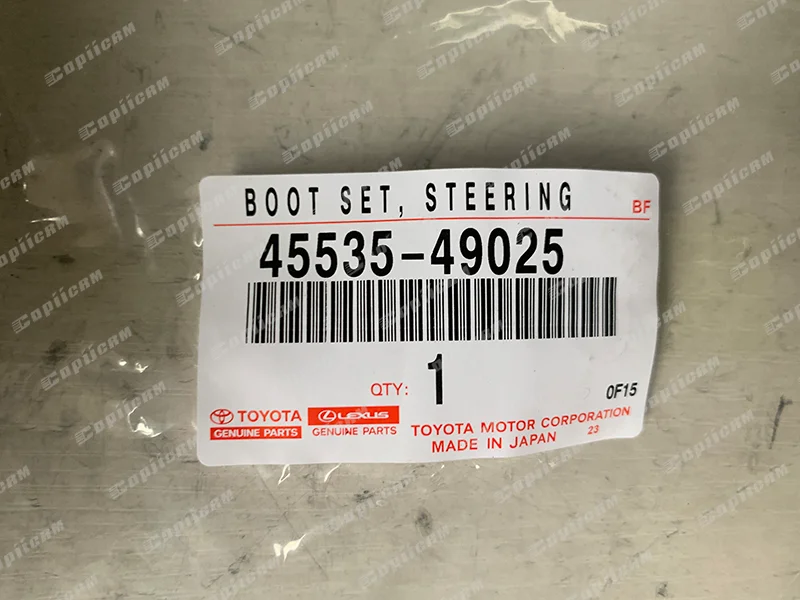 BOOT SET, STEERING
BF
45535-49025
QTY: 1
0F15
TOYOTA
GENUINE PARTS
LEXUS
GENUINE PARTS
TOYOTA MOTOR CORPORATION
MADE IN JAPAN
23
Copiicam